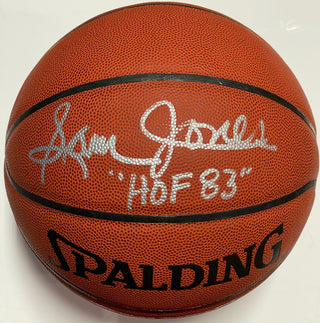 Sam Jones
"HOF 83"
SPALDING